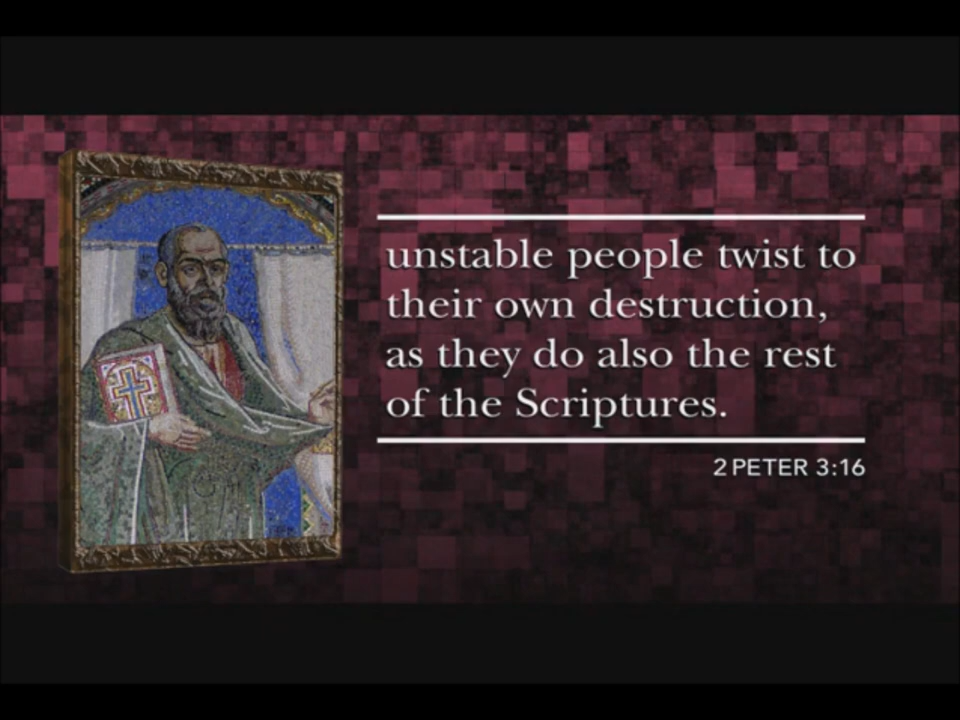 unstable people twist to
their own destruction,
as they do also the rest
of the Scriptures.
2 PETER 3:16